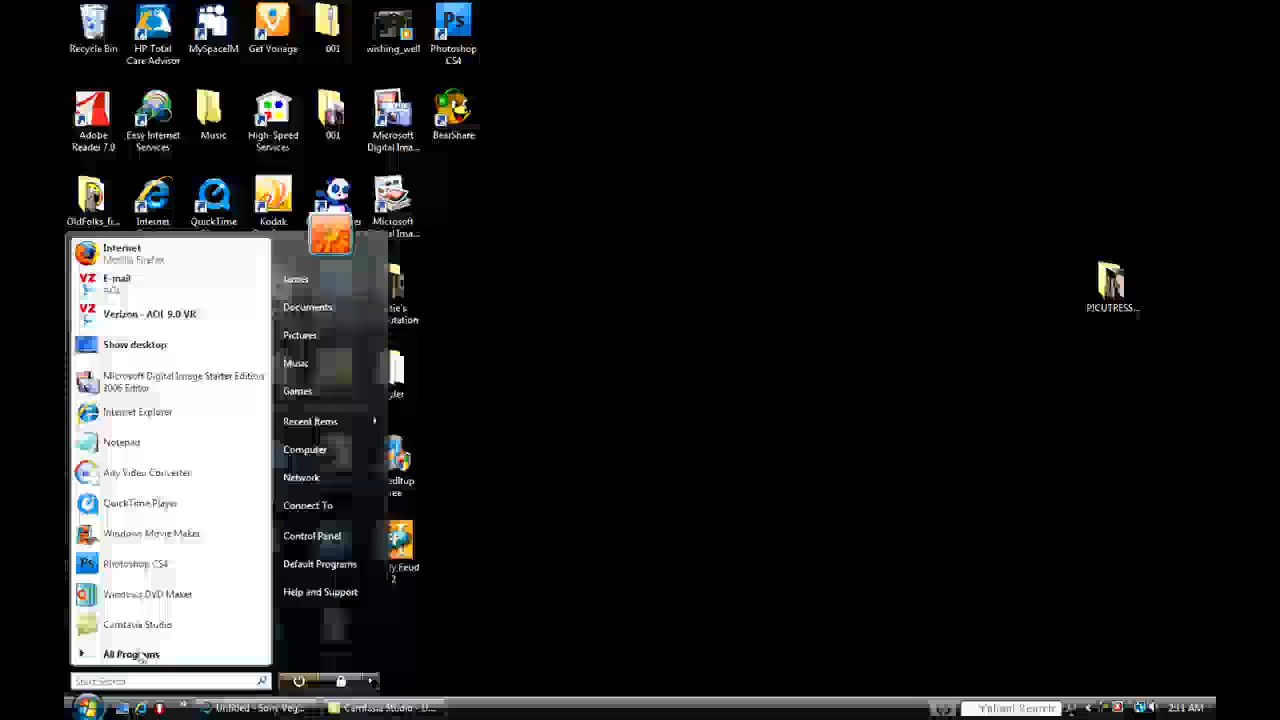 Recycle Bin
HP Total
Care Advisor
MySpaceIM
Get Vonage
001
wishing_well
Photoshop
CS4
Adobe
Reader 7.0
Easy Internet
Services
Music
High-Speed
Services
001
Microsoft
Digital Ima...
BearShare
OldFolks_fi...
Internet
QuickTime
Kodak
Microsoft
Internet
Mozilla Firefox
E-mail
AOL
Verizon - AOL 9.0 VR
Show desktop
Microsoft Digital Image Starter Edition
2006 Editor
Internet Explorer
Notepad
Any Video Converter
QuickTime Player
Windows Movie Maker
Photoshop CS4
Windows DVD Maker
Camtasia Studio
All Programs
Start Search
James
Documents
Pictures
Music
Games
Recent Items
Computer
Network
Connect To
Control Panel
Default Programs
Help and Support
PICUTRESS...
Untitled - Sony Veg...
Camtasia Studio - U...
Yahoo! Search
2:11 AM